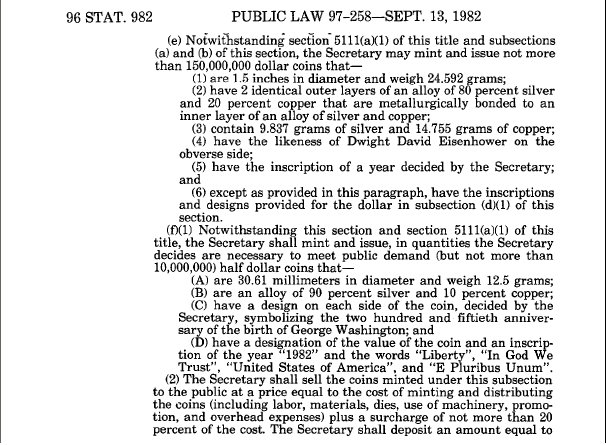 96 STAT. 982 PUBLIC LAW 97–258—SEPT. 13, 1982
(e) Notwithstanding section 5111(a)(1) of this title and subsections
(a) and (b) of this section, the Secretary may mint and issue not more
than 150,000,000 dollar coins that—
(1) are 1.5 inches in diameter and weigh 24.592 grams;
(2) have 2 identical outer layers of an alloy of 80 percent silver
and 20 percent copper that are metallurgically bonded to an
inner layer of an alloy of silver and copper;
(3) contain 9.837 grams of silver and 14.755 grams of copper;
(4) have the likeness of Dwight David Eisenhower on the
obverse side;
(5) have the inscription of a year decided by the Secretary;
and
(6) except as provided in this paragraph, have the inscriptions
and designs provided for the dollar in subsection (d)(1) of this
section.
(f)(1) Notwithstanding this section and section 5111(a)(1) of this
title, the Secretary shall mint and issue, in quantities the Secretary
decides are necessary to meet public demand (but not more than
10,000,000) half dollar coins that—
(A) are 30.61 millimeters in diameter and weigh 12.5 grams;
(B) are an alloy of 90 percent silver and 10 percent copper;
(C) have a design on each side of the coin, decided by the
Secretary, symbolizing the two hundred and fiftieth anniver-
sary of the birth of George Washington; and
(D) have a designation of the value of the coin and an inscrip-
tion of the year "1982" and the words "Liberty", "In God We
Trust", "United States of America", and "E Pluribus Unum".
(2) The Secretary shall sell the coins minted under this subsection
to the public at a price equal to the cost of minting and distributing
the coins (including labor, materials, dies, use of machinery, promo-
tion, and overhead expenses) plus a surcharge of not more than 20
percent of the cost. The Secretary shall deposit an amount equal to